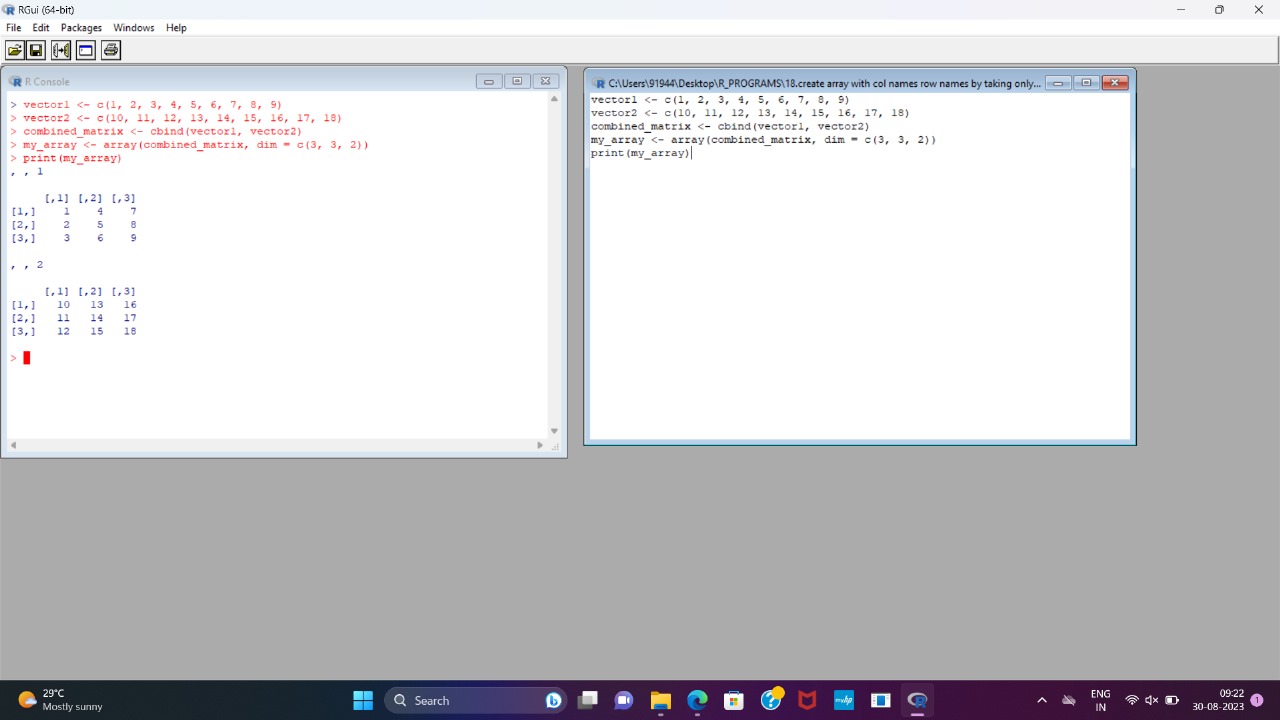 RGui (64-bit)
File Edit Packages Windows Help
R Console
> vector1 <- c(1, 2, 3, 4, 5, 6, 7, 8, 9)
> vector2 <- c(10, 11, 12, 13, 14, 15, 16, 17, 18)
> combined_matrix <- cbind(vector1, vector2)
> my_array <- array(combined_matrix, dim = c(3, 3, 2))
> print(my_array)
, , 1
[,1] [,2] [,3]
[1,] 1 4 7
[2,] 2 5 8
[3,] 3 6 9
, , 2
[,1] [,2] [,3]
[1,] 10 13 16
[2,] 11 14 17
[3,] 12 15 18
>
C:\Users\91944\Desktop\R_PROGRAMS\18.create array with col names row names by taking only...
vector1 <- c(1, 2, 3, 4, 5, 6, 7, 8, 9)
vector2 <- c(10, 11, 12, 13, 14, 15, 16, 17, 18)
combined_matrix <- cbind(vector1, vector2)
my_array <- array(combined_matrix, dim = c(3, 3, 2))
print(my_array)
29°C
Mostly sunny
Search
myhp
ENG
IN
09:22
30-08-2023
1